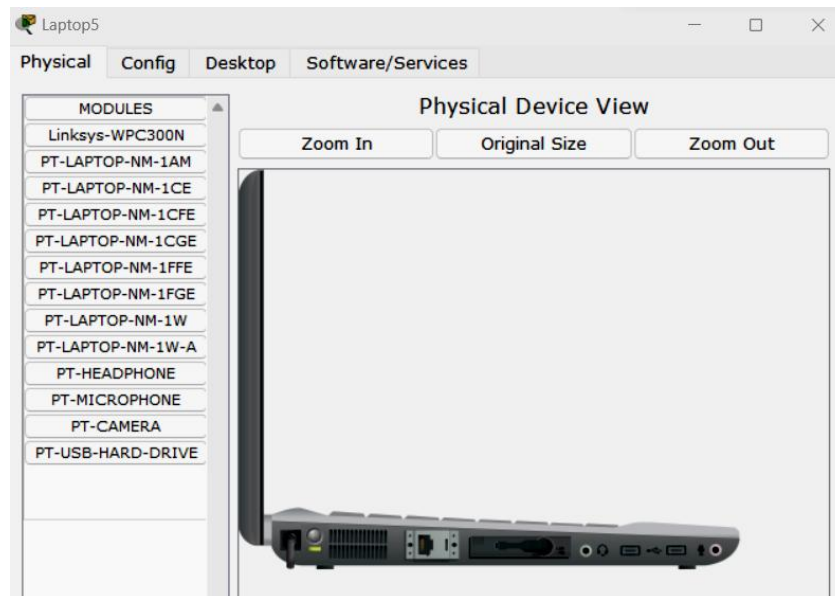 Laptop5
Physical Config Desktop Software/Services
MODULES
Linksys-WPC300N
PT-LAPTOP-NM-1AM
PT-LAPTOP-NM-1CE
PT-LAPTOP-NM-1CFE
PT-LAPTOP-NM-1CGE
PT-LAPTOP-NM-1FFE
PT-LAPTOP-NM-1FGE
PT-LAPTOP-NM-1W
PT-LAPTOP-NM-1W-A
PT-HEADPHONE
PT-MICROPHONE
PT-CAMERA
PT-USB-HARD-DRIVE
Physical Device View
Zoom In Original Size Zoom Out